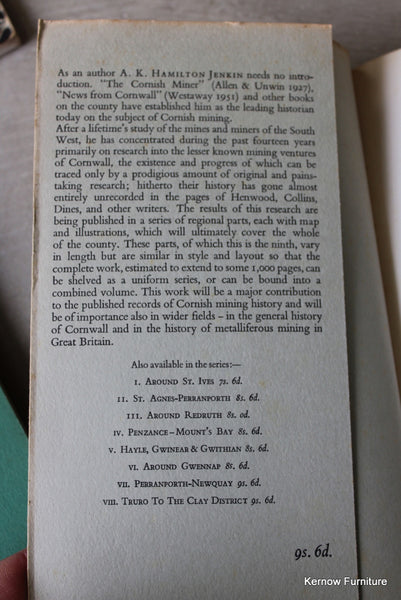 As an author A. K. HAMILTON JENKIN needs no intro-
duction. "The Cornish Miner" (Allen & Unwin 1927),
"News from Cornwall" (Westaway 1951) and other books
on the county have established him as the leading historian
today on the subject of Cornish mining.
After a lifetime's study of the mines and miners of the South
West, he has concentrated during the past fourteen years
primarily on research into the lesser known mining ventures
of Cornwall, the existence and progress of which can be
traced only by a prodigious amount of original and pains-
taking research; hitherto their history has gone almost
entirely unrecorded in the pages of Henwood, Collins,
Dines, and other writers. The results of this research are
being published in a series of regional parts, each with map
and illustrations, which will ultimately cover the whole
of the county. These parts, of which this is the ninth, vary
in length but are similar in style and layout so that the
complete work, estimated to extend to some 1,000 pages, can
be shelved as a uniform series, or can be bound into a
combined volume. This work will be a major contribution
to the published records of Cornish mining history and will
be of importance also in wider fields – in the general history
of Cornwall and in the history of metalliferous mining in
Great Britain.
Also available in the series:—
I. AROUND ST. IVES 7s. 6d.
II. ST. AGNES-PERRANPORTH 8s. 6d.
III. AROUND REDRUTH 8s. 0d.
IV. PENZANCE – MOUNT'S BAY 8s. 6d.
V. HAYLE, GWINEAR & GWITHIAN 8s. 6d.
VI. AROUND GWENNAP 8s. 6d.
VII. PERRANPORTH-NEWQUAY 9s. 6d.
VIII. TRURO TO THE CLAY DISTRICT 9s. 6d.
9s. 6d.
Kernow Furniture